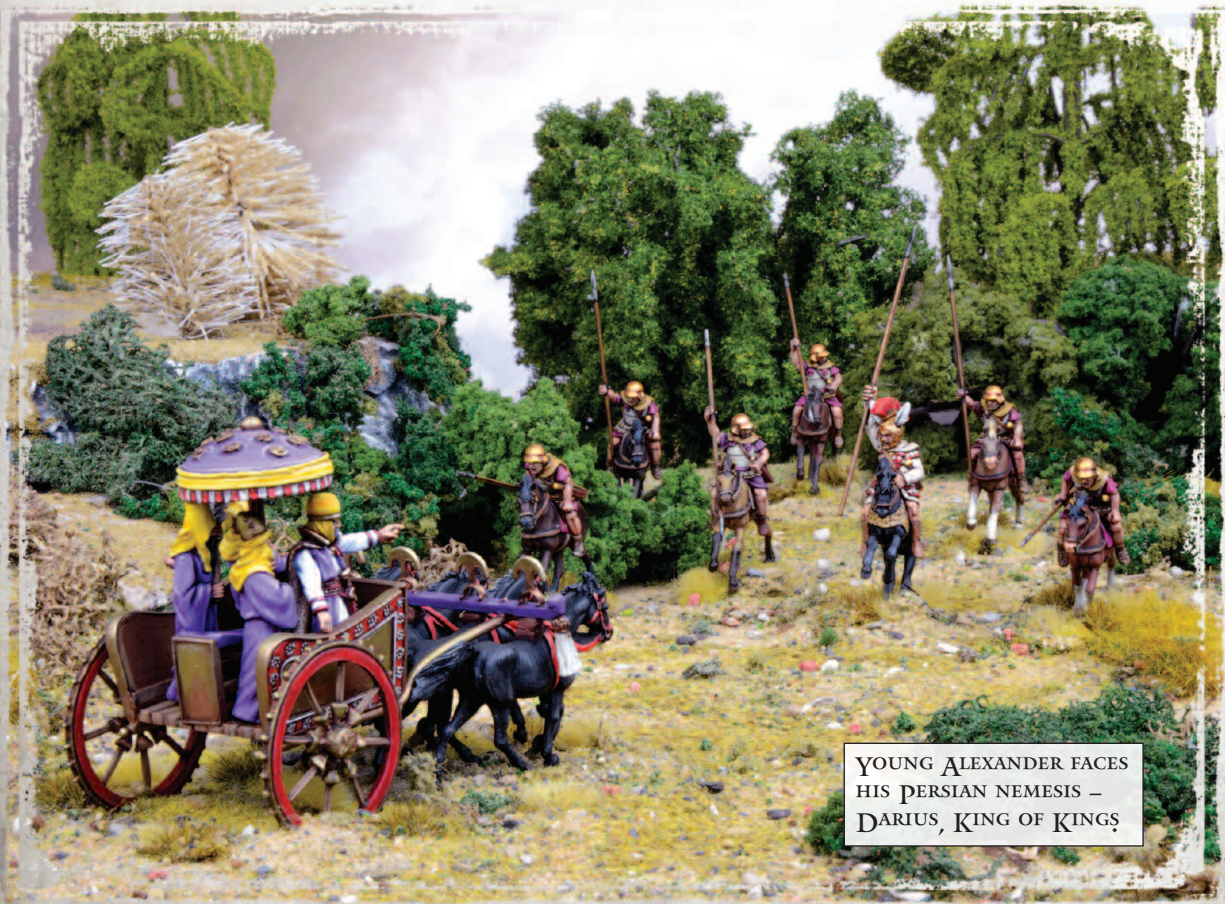 Young Alexander faces
his Persian nemesis –
Darius, King of Kings.